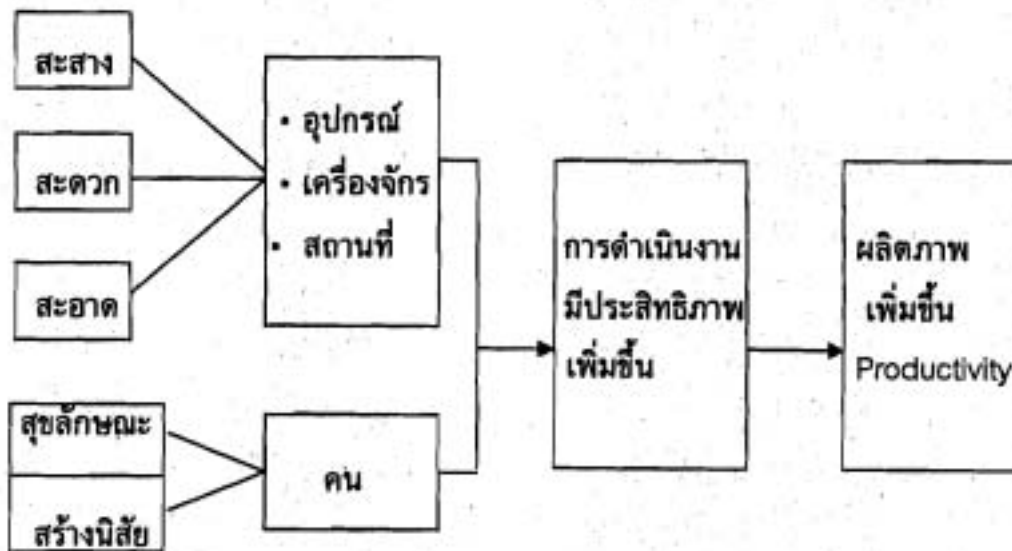 สะสาง
สะดวก
สะอาด
สุขลักษณะ
สร้างนิสัย
• อุปกรณ์
• เครื่องจักร
• สถานที่
คน
การดำเนินงาน
มีประสิทธิภาพ
เพิ่มขึ้น
ผลิตภาพ
เพิ่มขึ้น
Productivity